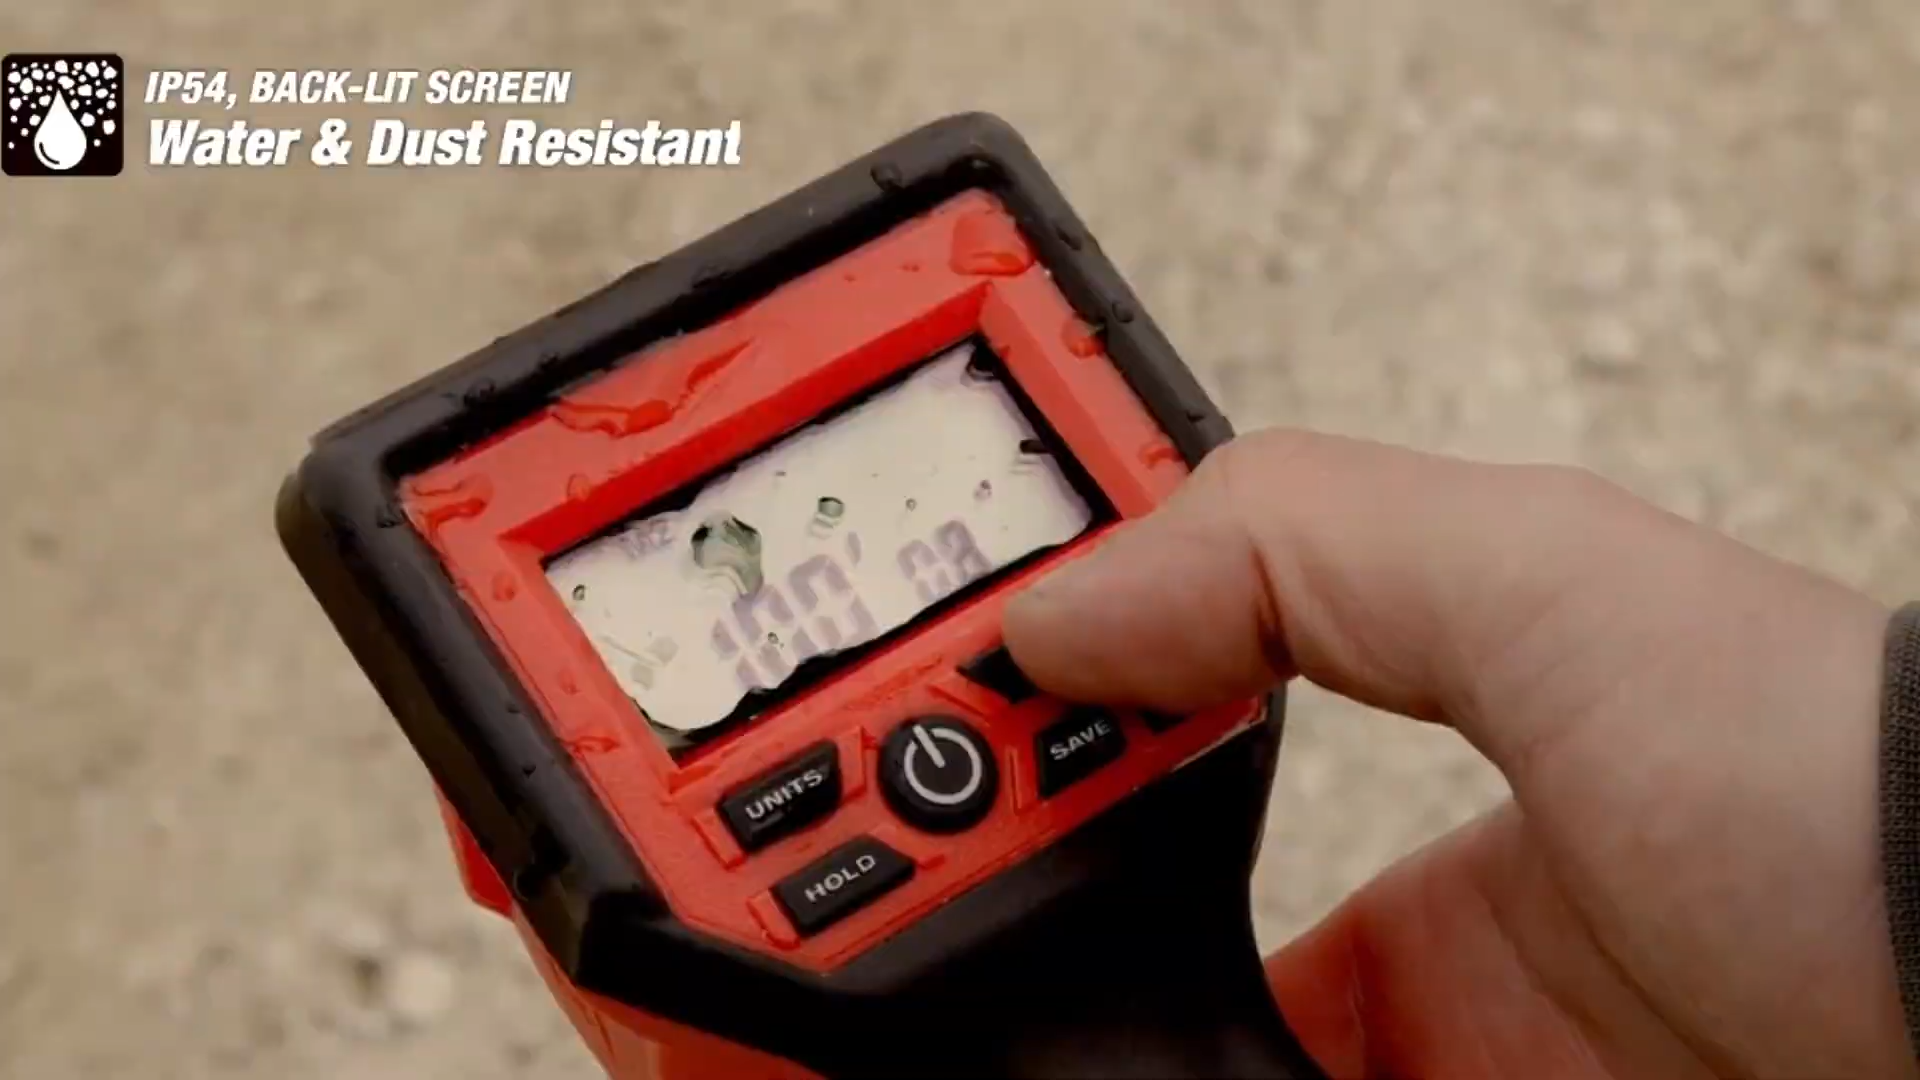 IP54, BACK-LIT SCREEN
Water & Dust Resistant
UNITS
SAVE
HOLD